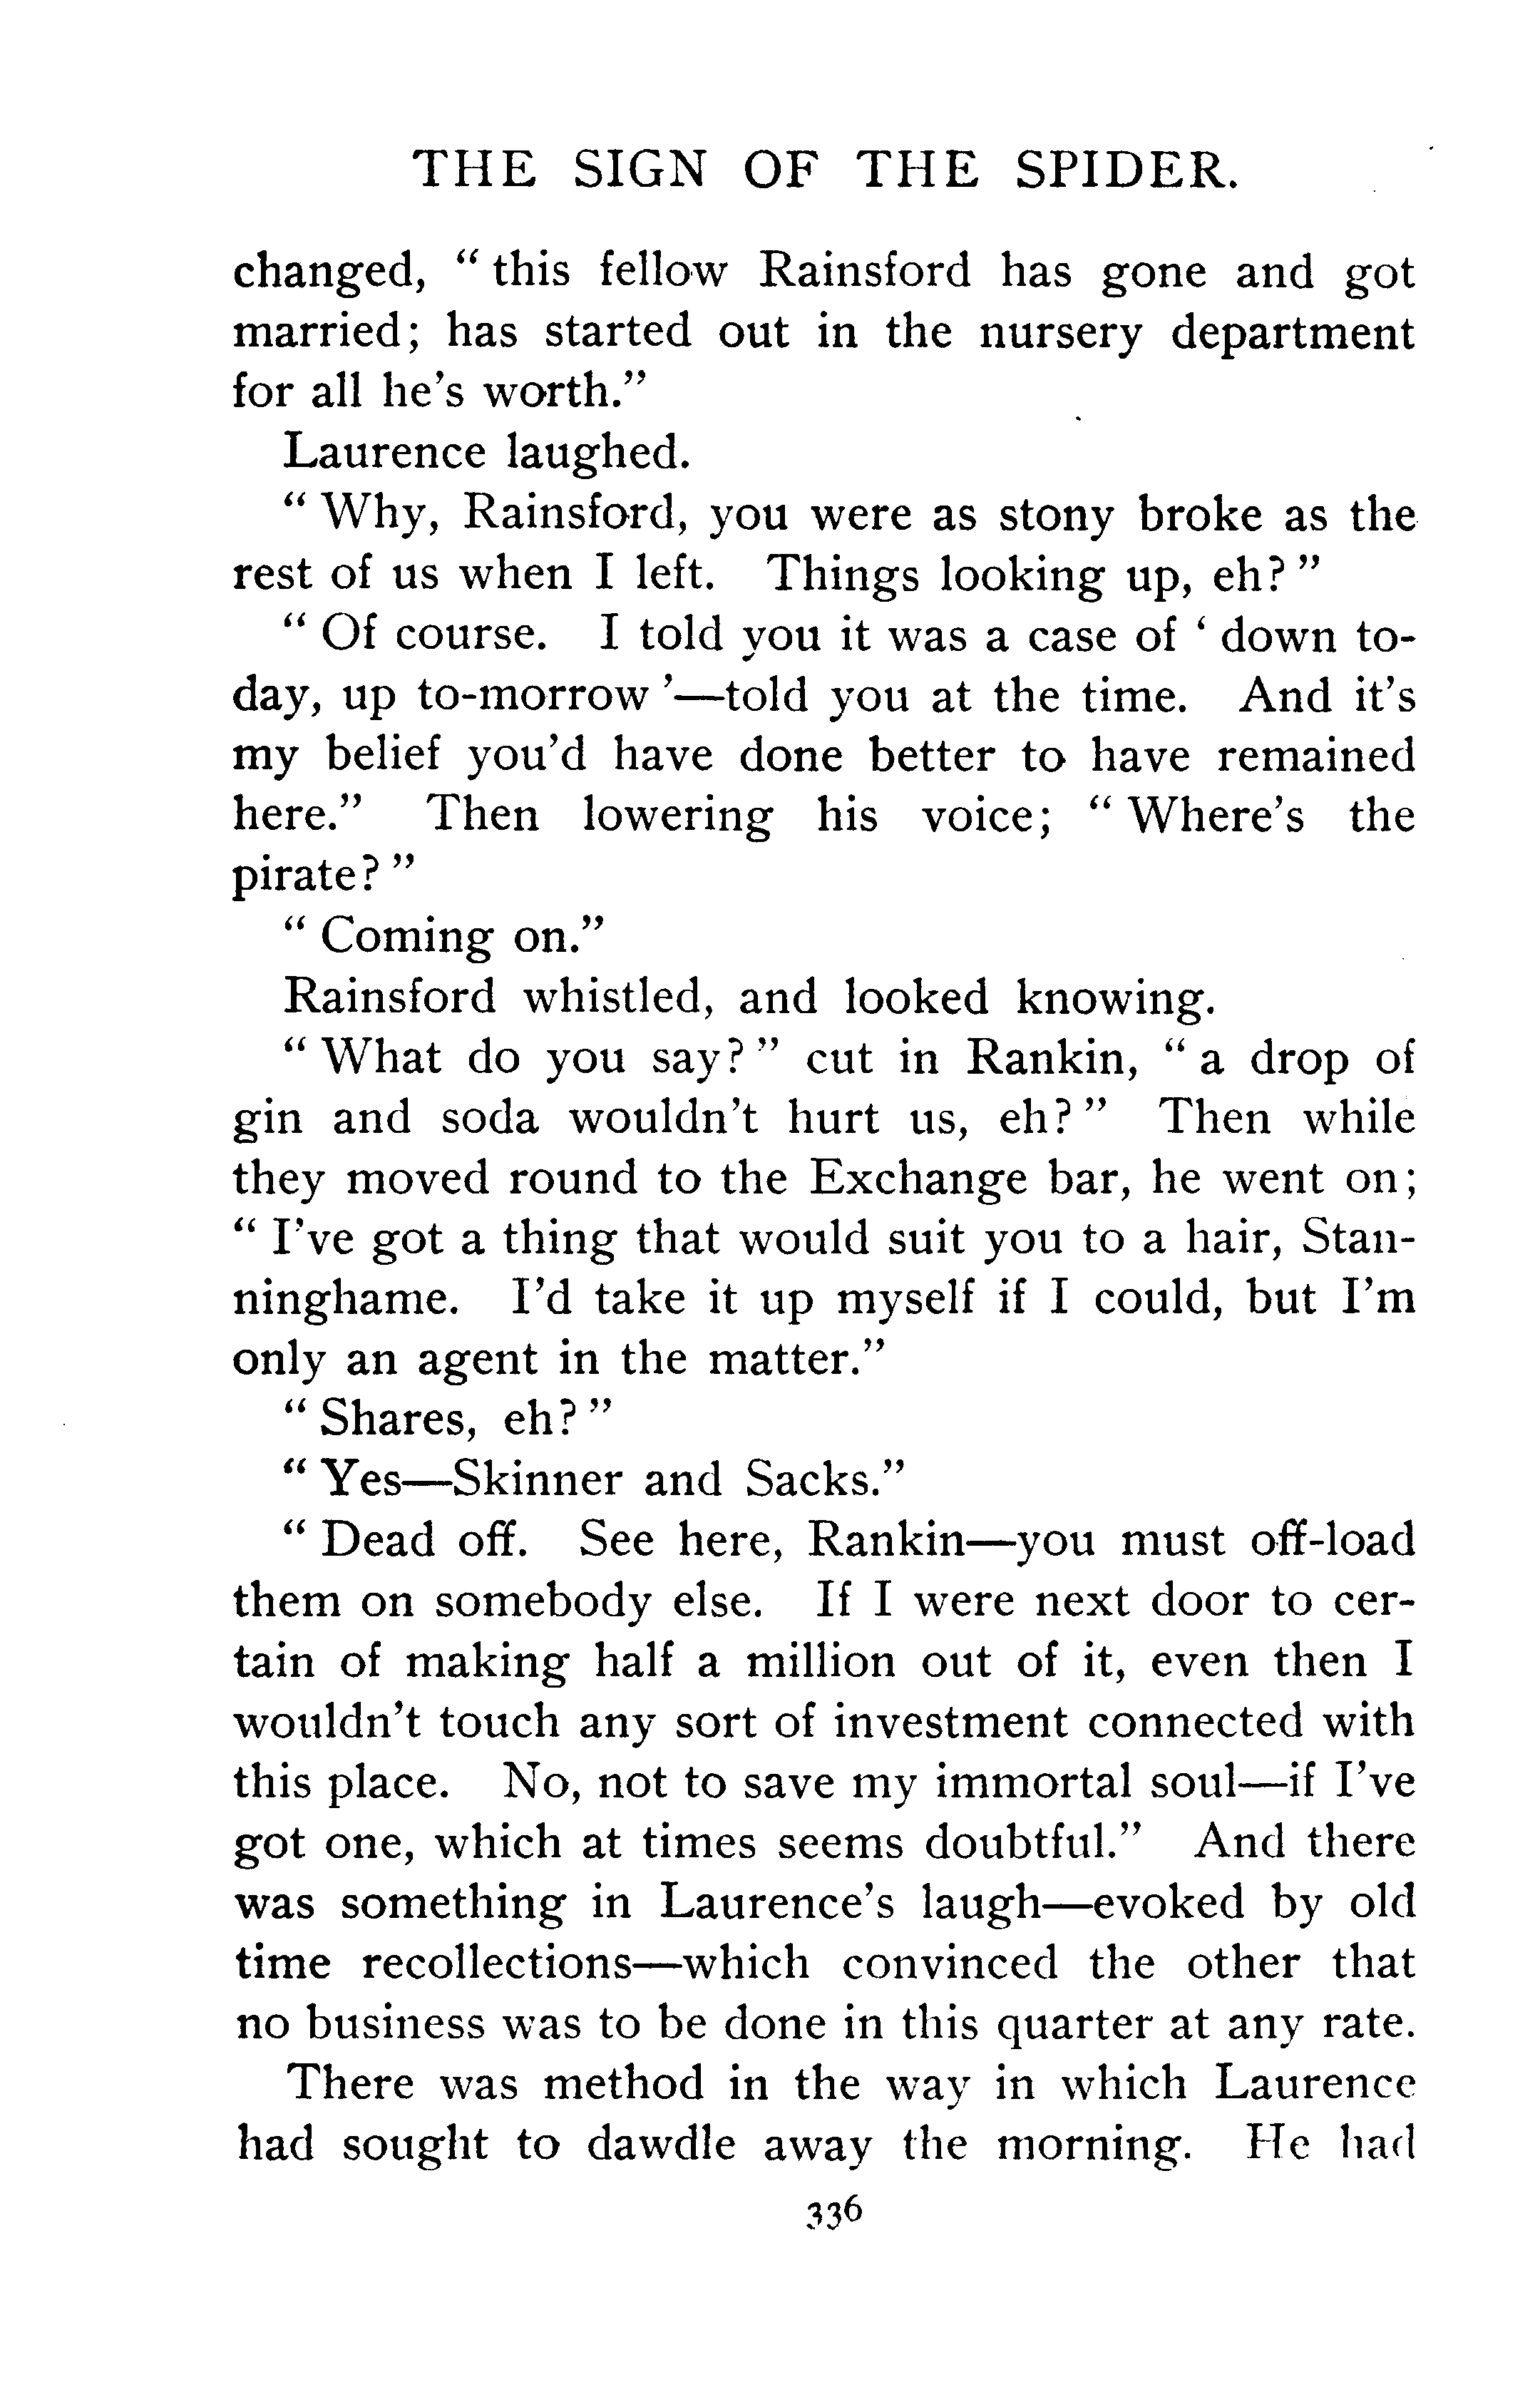 THE SIGN OF THE SPIDER.
changed, “ this fellow Rainsford has gone and got
married; has started out in the nursery department
for all he’s worth.”
Laurence laughed.
“ Why, Rainsford, you were as stony broke as the
rest of us when I left. Things looking up, eh? ”
“ Of course. I told you it was a case of ‘ down to-
day, up to-morrow ’—told you at the time. And it’s
my belief you’d have done better to have remained
here.” Then lowering his voice; “ Where’s the
pirate? ”
“ Coming on.”
Rainsford whistled, and looked knowing.
“ What do you say? ” cut in Rankin, “ a drop of
gin and soda wouldn’t hurt us, eh? ” Then while
they moved round to the Exchange bar, he went on;
“ I’ve got a thing that would suit you to a hair, Stan-
ninghame. I’d take it up myself if I could, but I’m
only an agent in the matter.”
“ Shares, eh? ”
“ Yes—Skinner and Sacks.”
“ Dead off. See here, Rankin—you must off-load
them on somebody else. If I were next door to cer-
tain of making half a million out of it, even then I
wouldn’t touch any sort of investment connected with
this place. No, not to save my immortal soul—if I’ve
got one, which at times seems doubtful.” And there
was something in Laurence’s laugh—evoked by old
time recollections—which convinced the other that
no business was to be done in this quarter at any rate.
There was method in the way in which Laurence
had sought to dawdle away the morning. He had
336